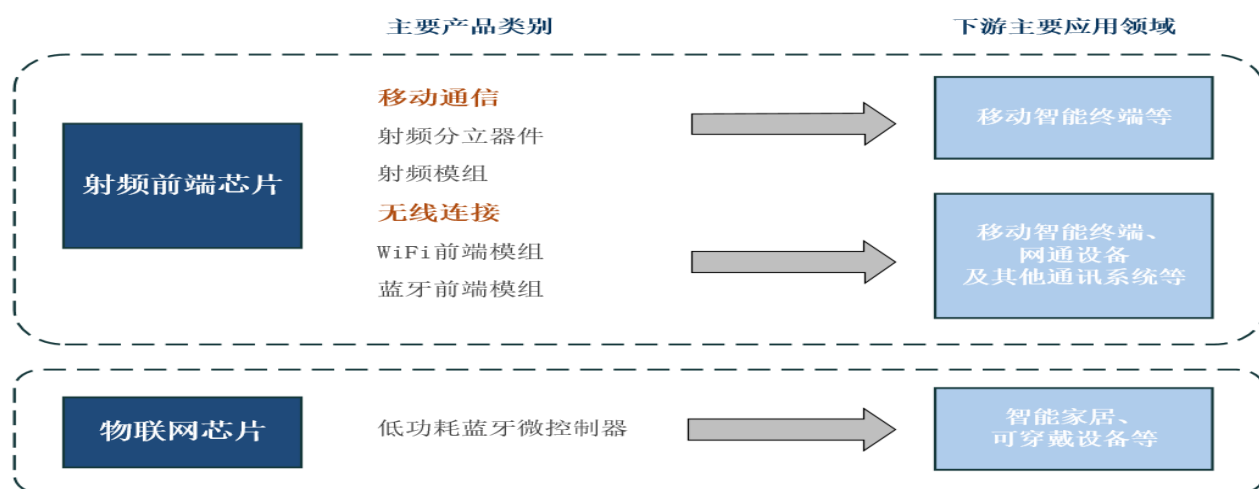 主要产品类别
下游主要应用领域
射频前端芯片
移动通信
射频分立器件
射频模组
无线连接
WiFi前端模组
蓝牙前端模组
移动智能终端等
移动智能终端、
网通设备
及其他通讯系统等
物联网芯片
低功耗蓝牙微控制器
智能家居、
可穿戴设备等